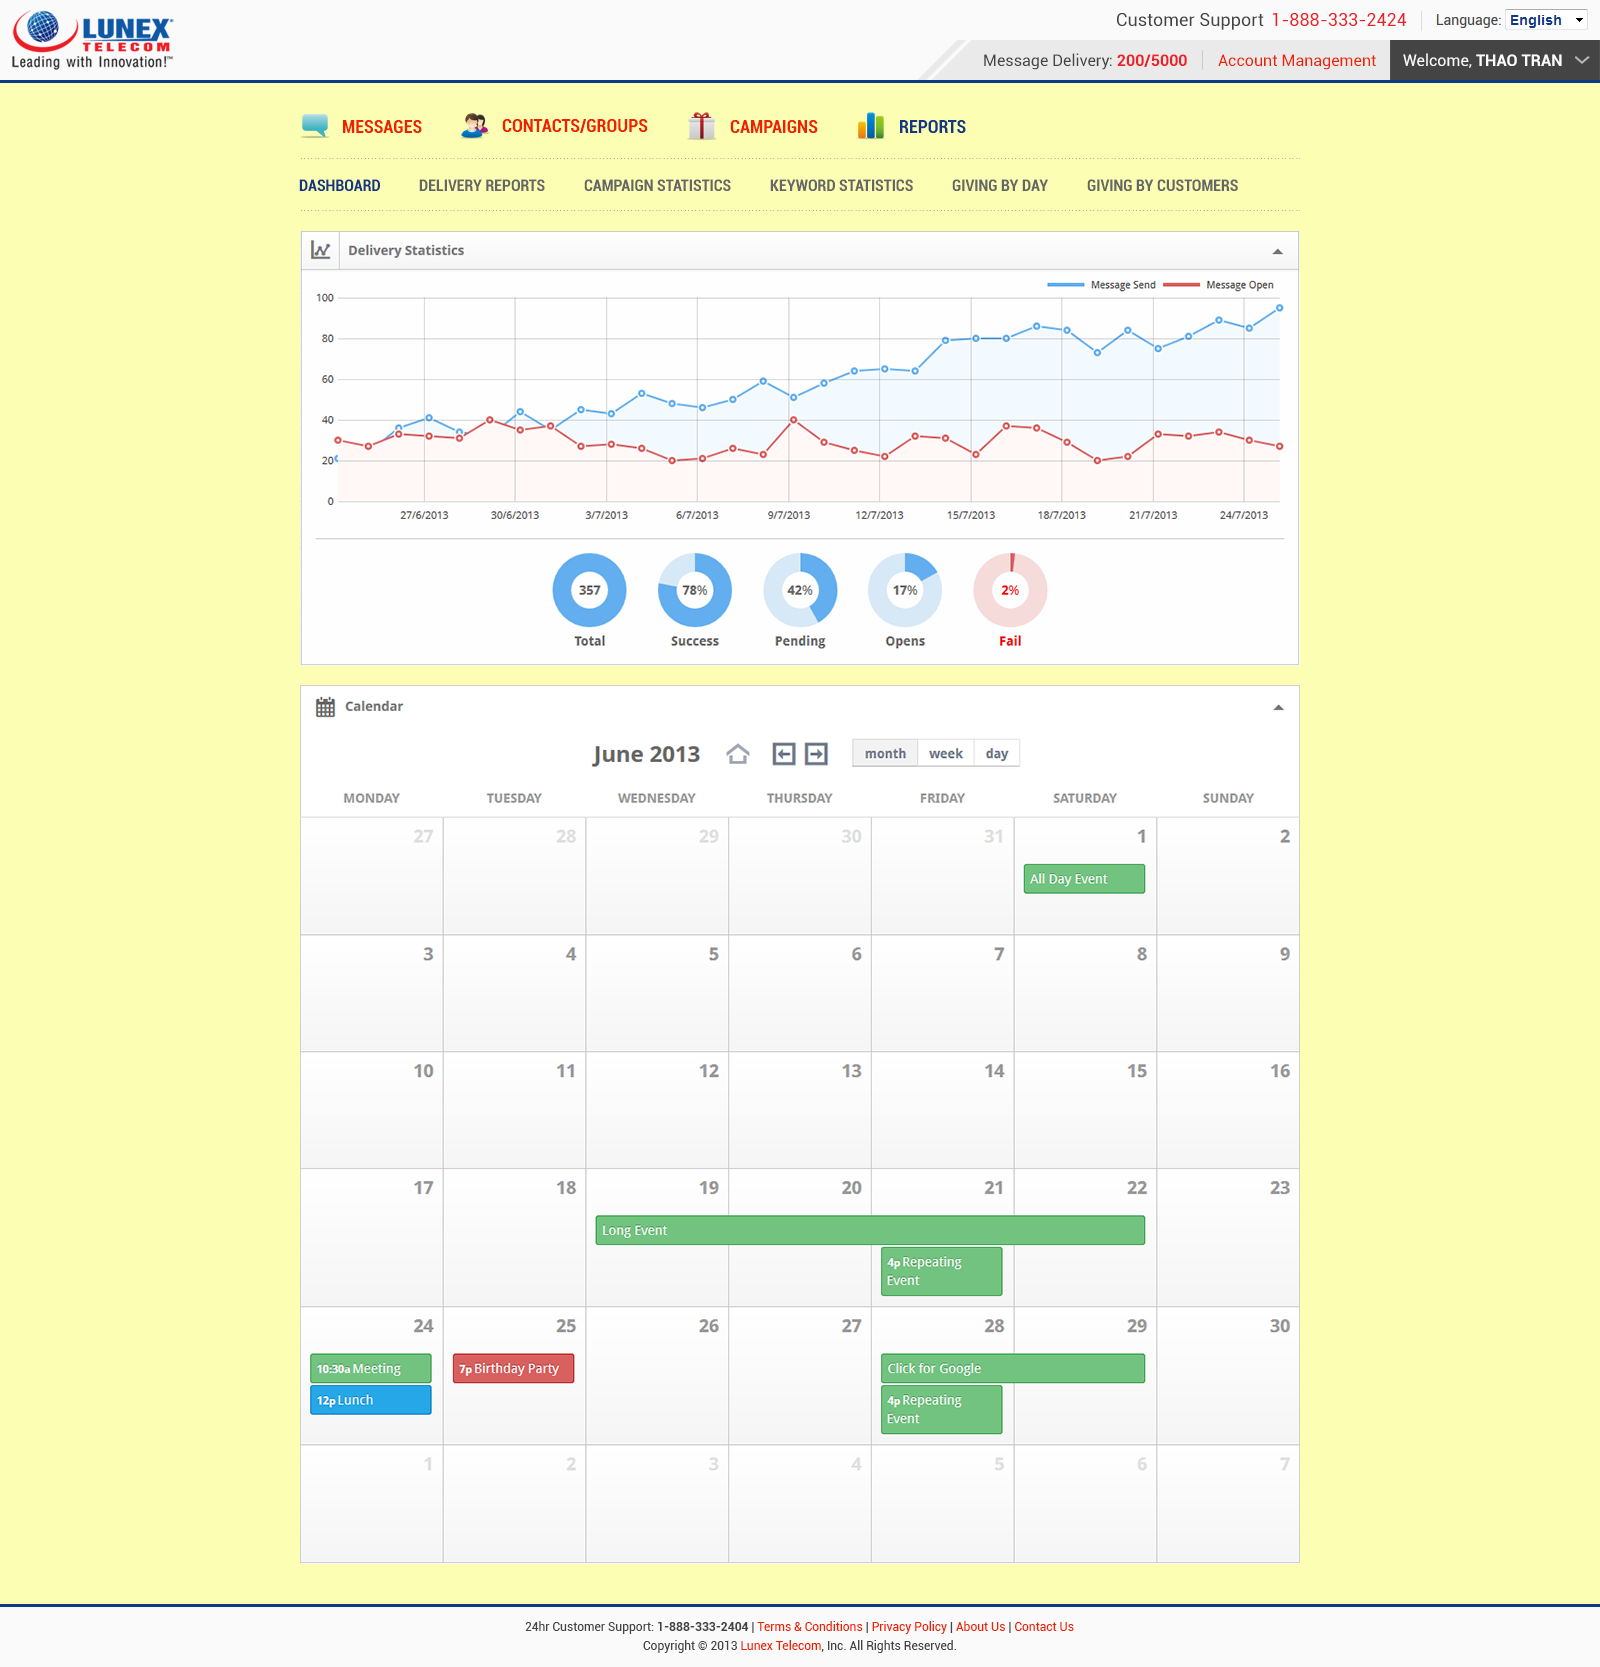 LUNEX
TELECOM
Leading with Innovation!™
Customer Support 1-888-333-2424
Language: English
Message Delivery: 200/5000
Account Management
Welcome, THAO TRAN
MESSAGES
CONTACTS/GROUPS
CAMPAIGNS
REPORTS
DASHBOARD
DELIVERY REPORTS
CAMPAIGN STATISTICS
KEYWORD STATISTICS
GIVING BY DAY
GIVING BY CUSTOMERS
Delivery Statistics
Message Send
Message Open
100
80
60
40
20
0
27/6/2013
30/6/2013
3/7/2013
6/7/2013
9/7/2013
12/7/2013
15/7/2013
18/7/2013
21/7/2013
24/7/2013
357
78%
42%
17%
2%
Total
Success
Pending
Opens
Fail
Calendar
June 2013
month
week
day
MONDAY
TUESDAY
WEDNESDAY
THURSDAY
FRIDAY
SATURDAY
SUNDAY
27
28
29
30
31
1
2
All Day Event
3
4
5
6
7
8
9
10
11
12
13
14
15
16
17
18
19
20
21
22
23
Long Event
4p Repeating
Event
24
25
26
27
28
29
30
10:30a Meeting
7p Birthday Party
Click for Google
12p Lunch
4p Repeating
Event
1
2
3
4
5
6
7
24hr Customer Support: 1-888-333-2404 | Terms & Conditions | Privacy Policy | About Us | Contact Us
Copyright © 2013 Lunex Telecom, Inc. All Rights Reserved.